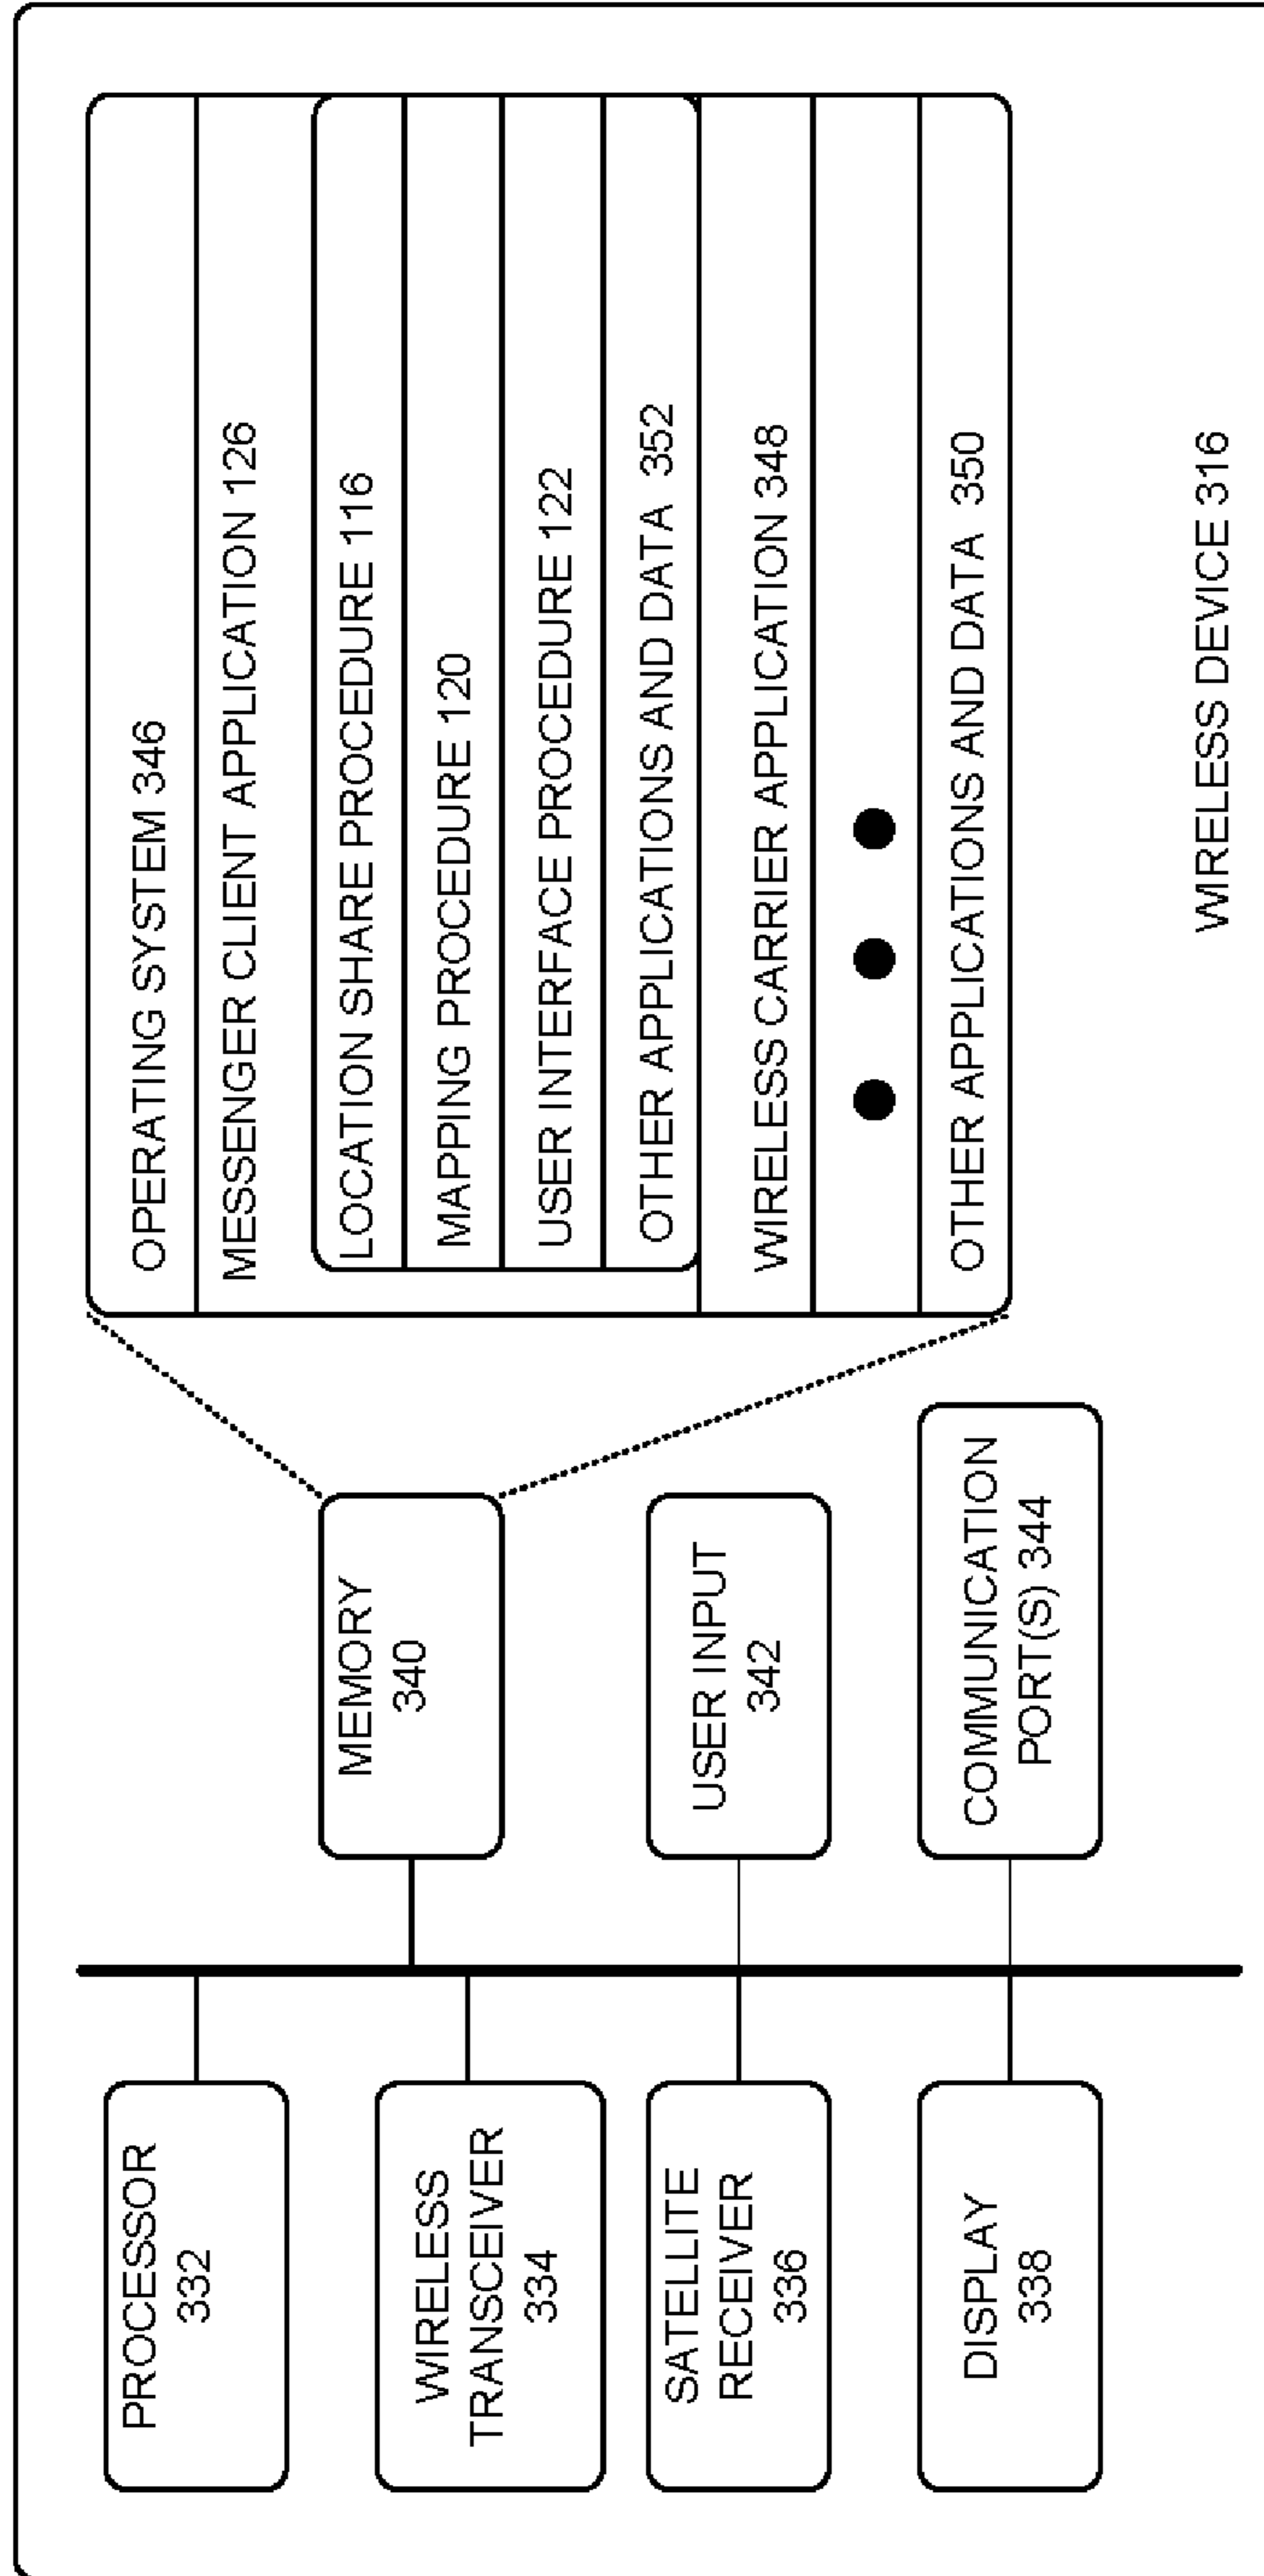 PROCESSOR
332
WIRELESS
TRANSCEIVER
334
SATELLITE
RECEIVER
336
DISPLAY
338
MEMORY
340
USER INPUT
342
COMMUNICATION
PORT(S) 344
OPERATING SYSTEM 346
MESSENGER CLIENT APPLICATION 126
LOCATION SHARE PROCEDURE 116
MAPPING PROCEDURE 120
USER INTERFACE PROCEDURE 122
OTHER APPLICATIONS AND DATA 352
WIRELESS CARRIER APPLICATION 348
OTHER APPLICATIONS AND DATA 350
WIRELESS DEVICE 316